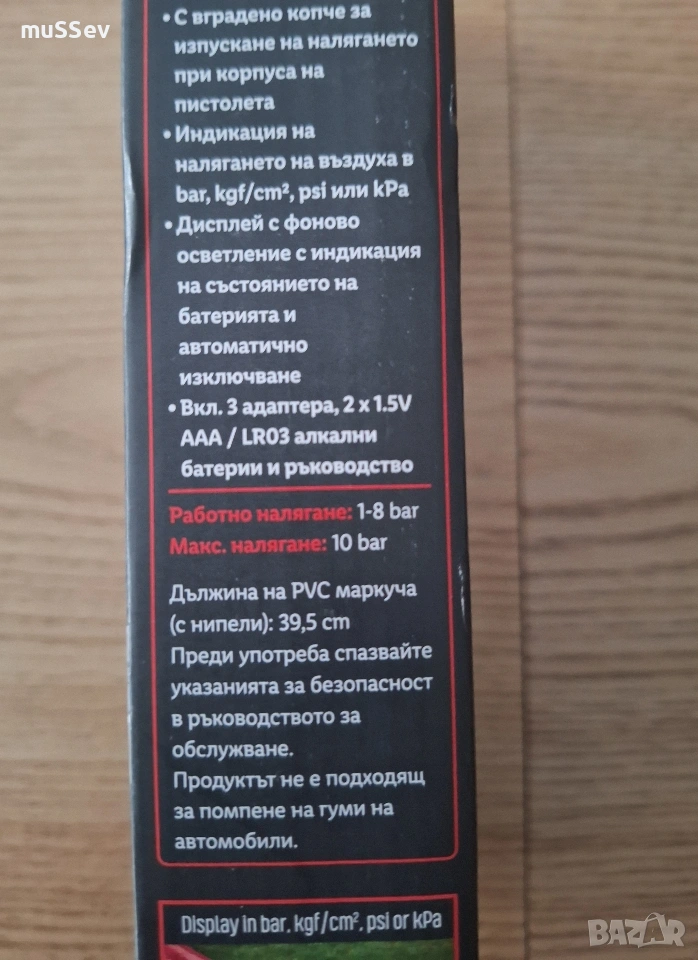 muSSev
• С вградено копче за
изпускане на налягането
при корпуса на
пистолета
• Индикация на
налягането на въздуха в
bar, kgf/cm², psi или kPa
• Дисплей с фоново
осветление с индикация
на състоянието на
батерията и
автоматично
изключване
• Вкл. 3 адаптера, 2 x 1.5V
AAA / LR03 алкални
батерии и ръководство
Работно налягане: 1-8 bar
Макс. налягане: 10 bar
Дължина на PVC маркуча
(с нипели): 39,5 cm
Преди употреба спазвайте
указанията за безопасност
в ръководството за
обслужване.
Продуктът не е подходящ
за помпене на гуми на
автомобили.
Display in bar, kgf/cm², psi or kPa
BAZAR